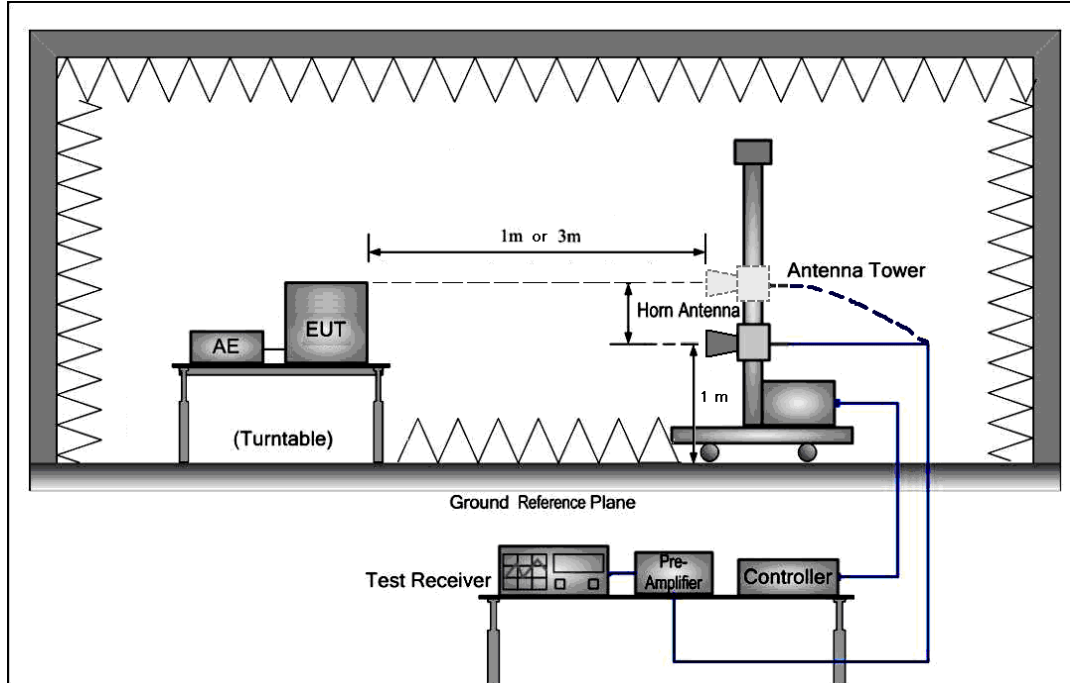 1m or 3m
Antenna Tower
Horn Antenna
EUT
AE
1 m
(Turntable)
Ground Reference Plane
Test Receiver
Pre-
Amplifier
Controller